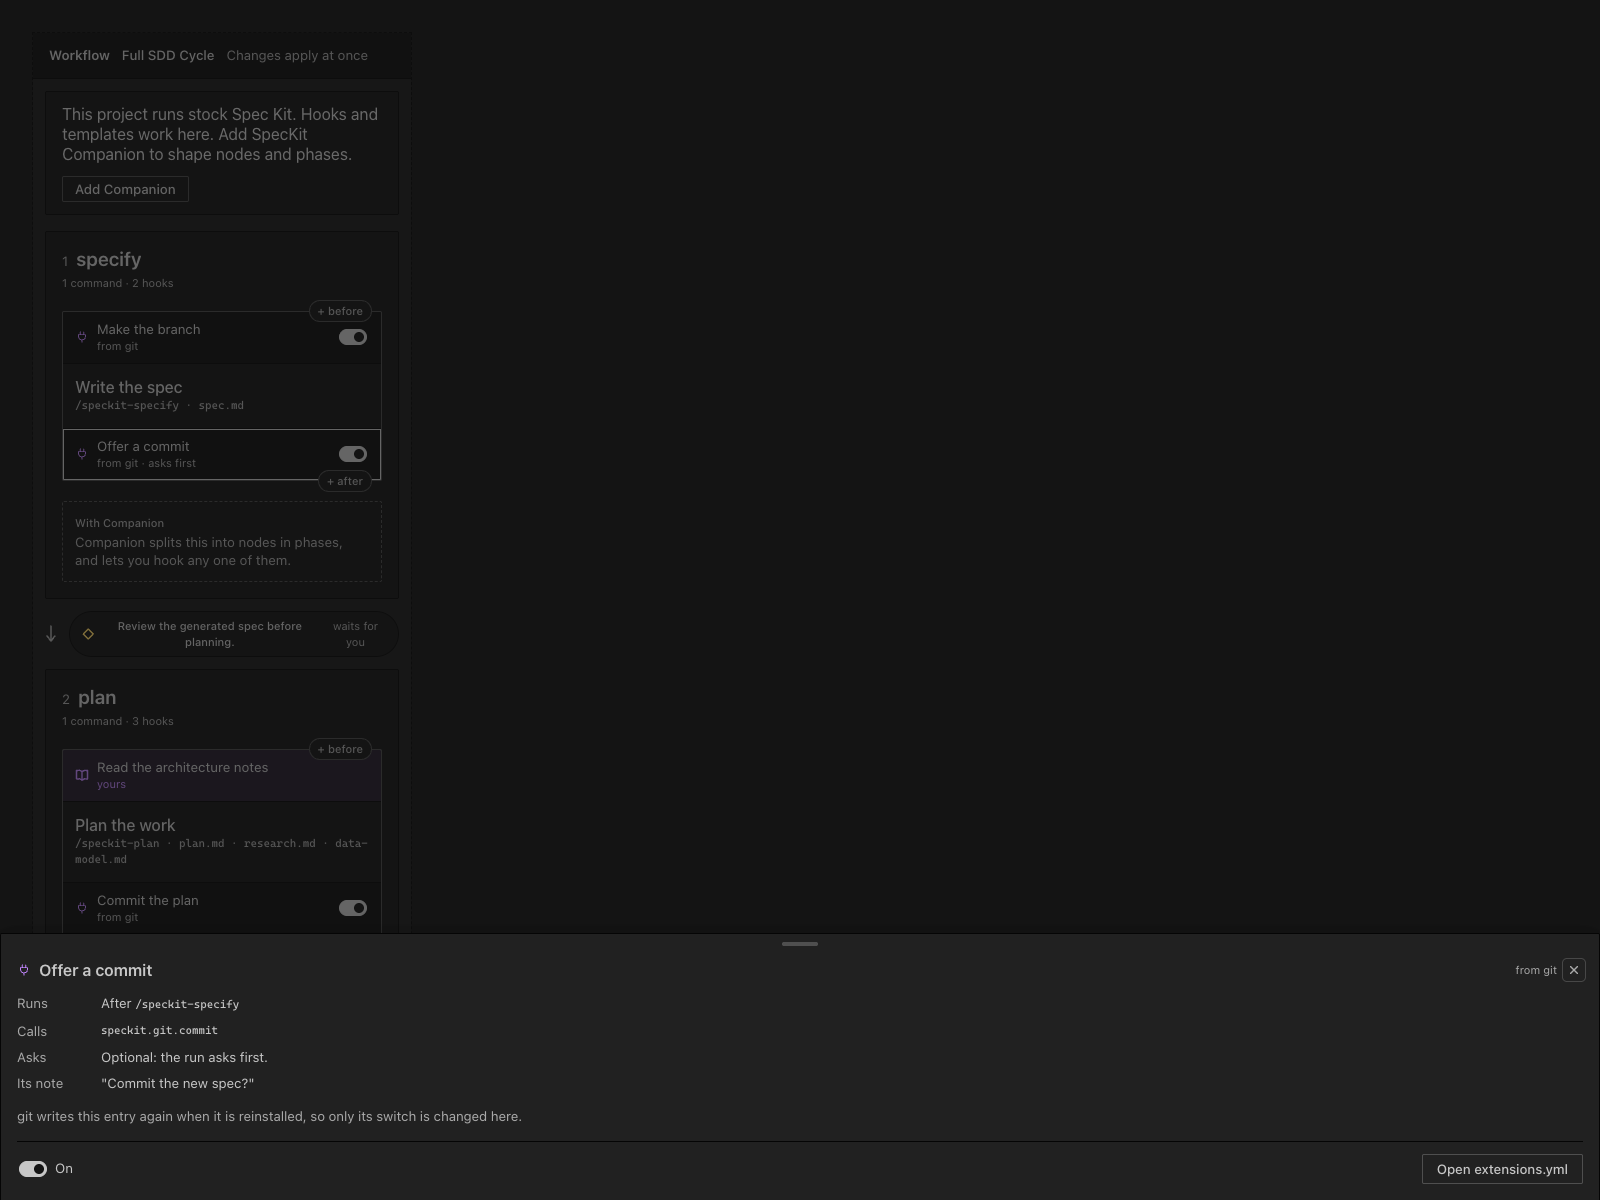 Workflow Full SDD Cycle Changes apply at once
This project runs stock Spec Kit. Hooks and
templates work here. Add SpecKit
Companion to shape nodes and phases.
Add Companion
1 specify
1 command · 2 hooks
+ before
Make the branch
from git
Write the spec
/speckit-specify · spec.md
Offer a commit
from git · asks first
+ after
With Companion
Companion splits this into nodes in phases,
and lets you hook any one of them.
Review the generated spec before
planning.
waits for
you
2 plan
1 command · 3 hooks
+ before
Read the architecture notes
yours
Plan the work
/speckit-plan · plan.md · research.md · data-
model.md
Commit the plan
from git
Offer a commit
from git
Runs After /speckit-specify
Calls speckit.git.commit
Asks Optional: the run asks first.
Its note "Commit the new spec?"
git writes this entry again when it is reinstalled, so only its switch is changed here.
On
Open extensions.yml